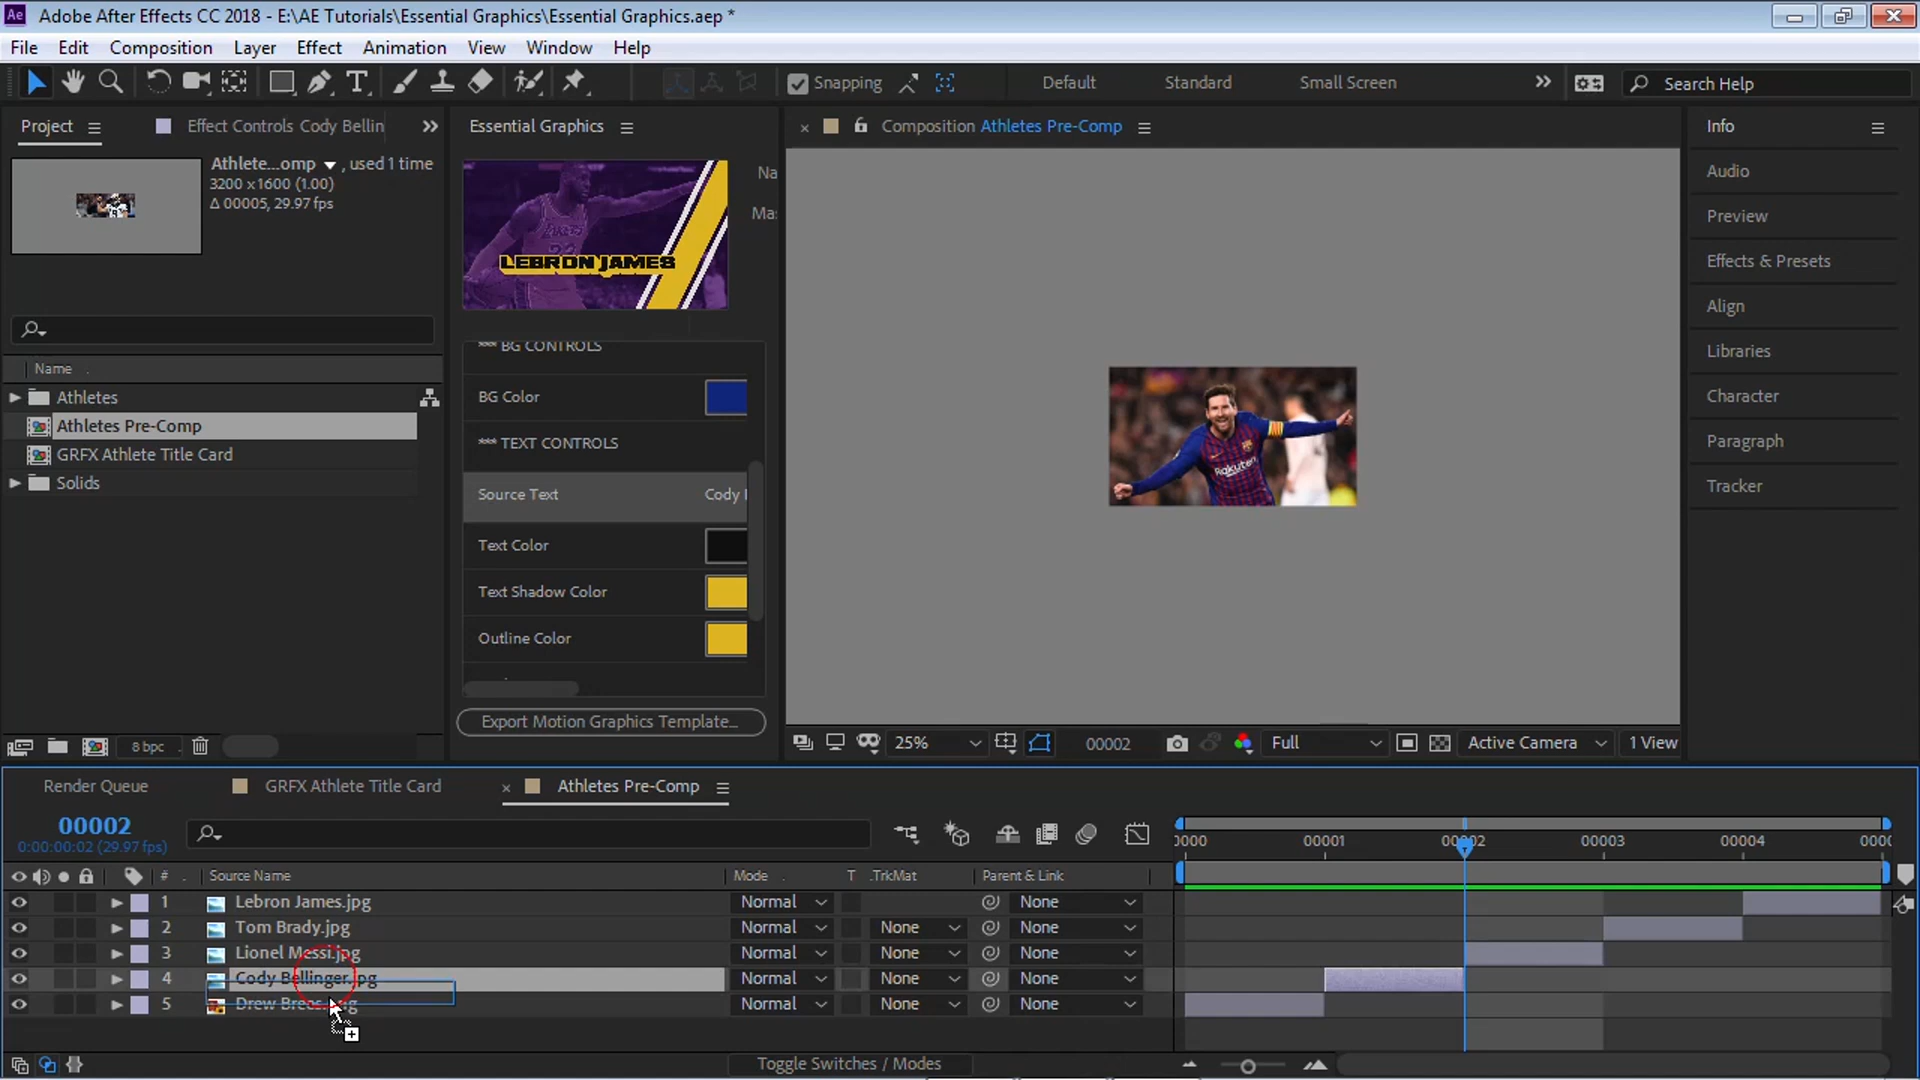 Ae Adobe After Effects CC 2018 - E:\AE Tutorials\Essential Graphics\Essential Graphics.aep *
File Edit Composition Layer Effect Animation View Window Help
Snapping Default Standard Small Screen Search Help
Project Effect Controls Cody Bellin
Athlete...omp , used 1 time
3200 x 1600 (1.00)
Δ 00005, 29.97 fps
Name
Athletes
Athletes Pre-Comp
GRFX Athlete Title Card
Solids
8 bpc
Essential Graphics
Na
Ma:
LEBRON JAMES
*** BG CONTROLS
BG Color
*** TEXT CONTROLS
Source Text Cody
Text Color
Text Shadow Color
Outline Color
Export Motion Graphics Template...
Composition Athletes Pre-Comp
Rakuten
25% 00002 Full Active Camera 1 View
Info
Audio
Preview
Effects & Presets
Align
Libraries
Character
Paragraph
Tracker
Render Queue GRFX Athlete Title Card Athletes Pre-Comp
00002
0:00:00:02 (29.97 fps)
0000 00001 00002 00003 00004 0000
# Source Name Mode T .TrkMat Parent & Link
1 Lebron James.jpg Normal None
2 Tom Brady.jpg Normal None None
3 Lionel Messi.jpg Normal None None
4 Cody Bellinger.jpg Normal None None
5 Drew Brees.png Normal None None
Toggle Switches / Modes